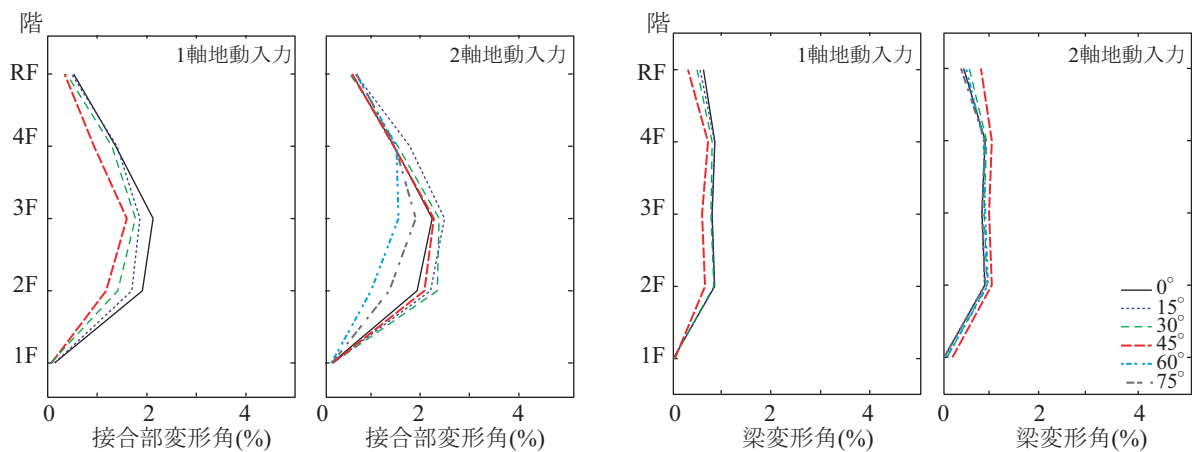 階
1軸地動入力
RF
4F
3F
2F
1F
0 2 4
接合部変形角(%)
2軸地動入力
0 2 4
接合部変形角(%)
階
1軸地動入力
RF
4F
3F
2F
1F
0 2 4
梁変形角(%)
2軸地動入力
0°
15°
30°
45°
60°
75°
0 2 4
梁変形角(%)